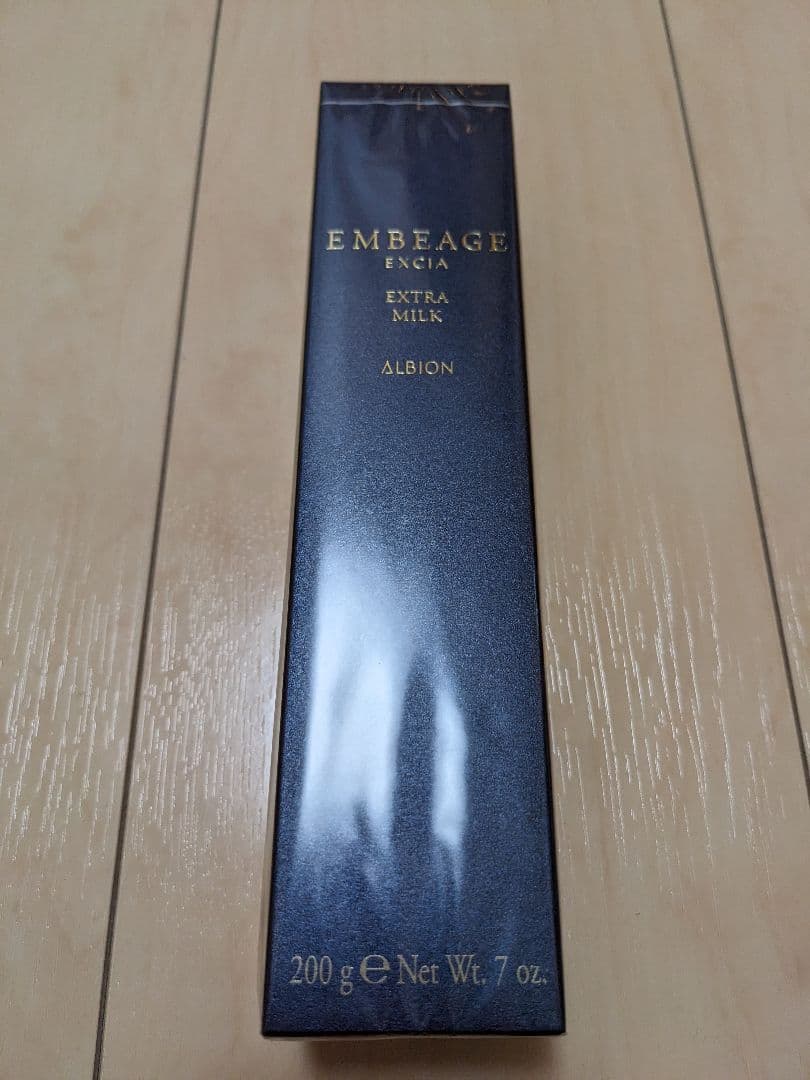 EMBEAGE
EXCIA
EXTRA
MILK
ALBION
200 g ℮ Net Wt. 7 oz.